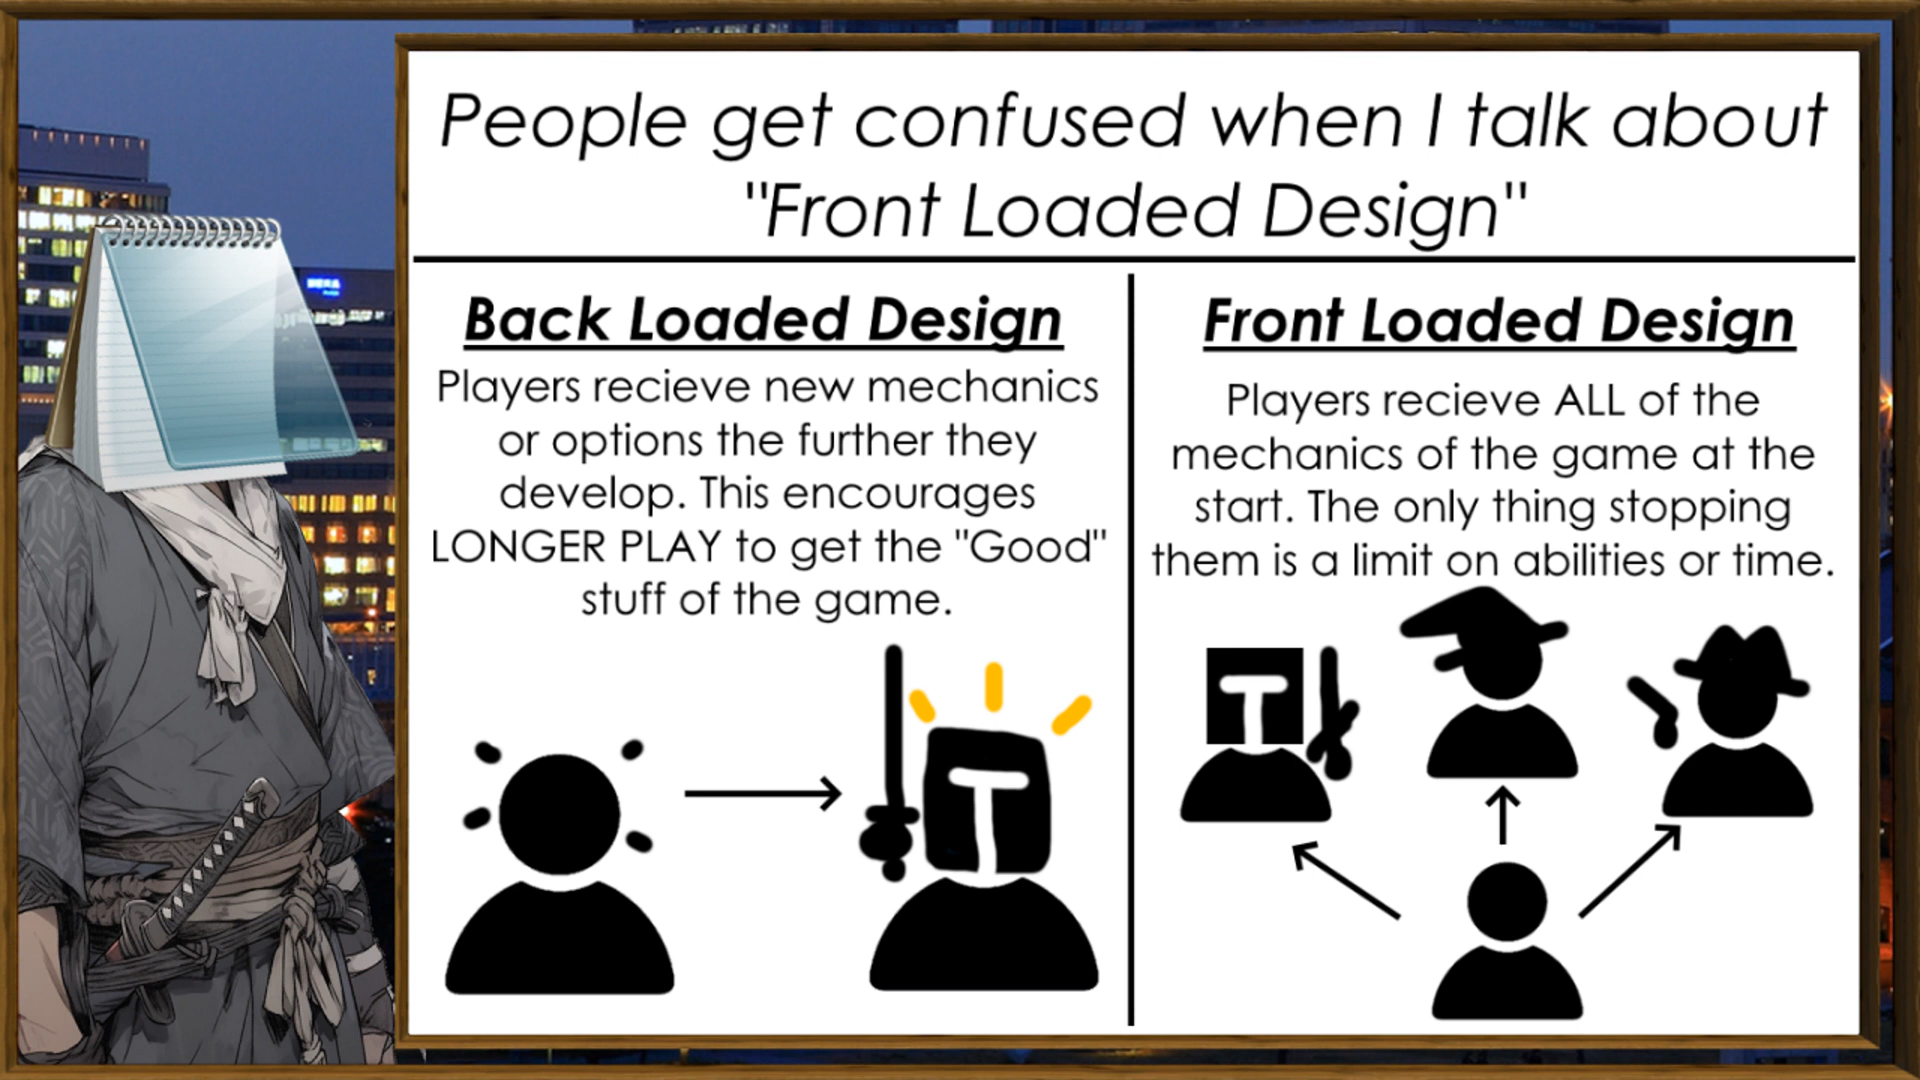 People get confused when I talk about
"Front Loaded Design"
Back Loaded Design
Players recieve new mechanics
or options the further they
develop. This encourages
LONGER PLAY to get the "Good"
stuff of the game.
Front Loaded Design
Players recieve ALL of the
mechanics of the game at the
start. The only thing stopping
them is a limit on abilities or time.